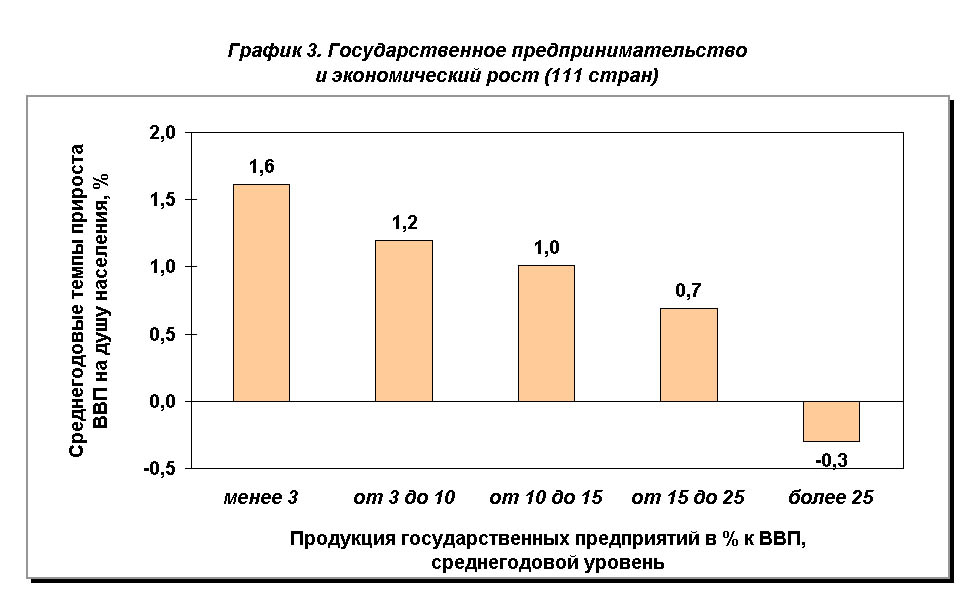 График 3. Государственное предпринимательство
и экономический рост (111 стран)
Среднегодовые темпы прироста
ВВП на душу населения, %
2,0
1,5
1,0
0,5
0,0
-0,5
1,6
1,2
1,0
0,7
-0,3
менее 3
от 3 до 10
от 10 до 15
от 15 до 25
более 25
Продукция государственных предприятий в % к ВВП,
среднегодовой уровень